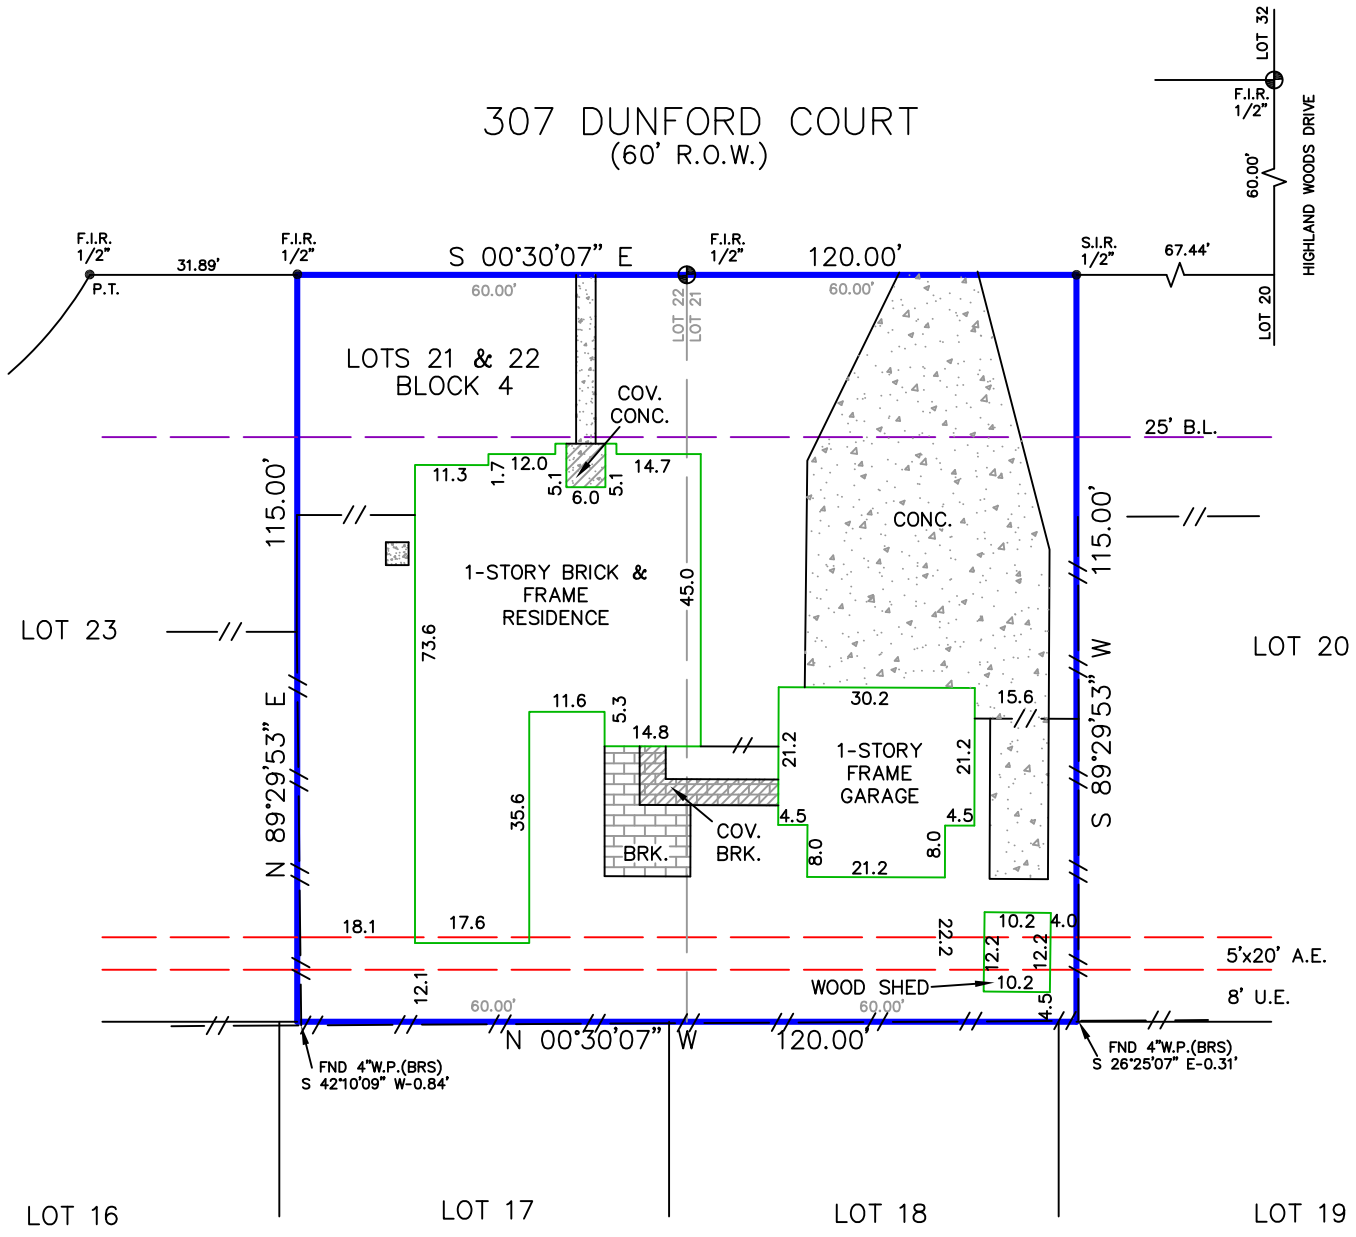 LOT 32
F.I.R.
1/2"
HIGHLAND WOODS DRIVE
60.00'
307 DUNFORD COURT
(60' R.O.W.)
F.I.R.
1/2"
31.89'
P.T.
F.I.R.
1/2"
S 00°30'07" E
F.I.R.
1/2"
120.00'
S.I.R.
1/2"
67.44'
LOT 20
60.00'
LOT 22
LOT 21
60.00'
LOTS 21 & 22
BLOCK 4
COV.
CONC.
25' B.L.
11.3
1.7
12.0
5.1
6.0
5.1
14.7
115.00'
N 89°29'53" E
CONC.
115.00'
S 89°29'53" W
1-STORY BRICK &
FRAME
RESIDENCE
45.0
73.6
LOT 23
LOT 20
11.6
5.3
14.8
30.2
15.6
21.2
1-STORY
FRAME
GARAGE
21.2
35.6
4.5
4.5
8.0
8.0
21.2
BRK.
COV.
BRK.
18.1
17.6
12.1
22.2
10.2
4.0
12.2
12.2
10.2
4.5
WOOD SHED
5'x20' A.E.
8' U.E.
60.00'
60.00'
N 00°30'07" W
120.00'
FND 4"W.P.(BRS)
S 42°10'09" W-0.84'
FND 4"W.P.(BRS)
S 26°25'07" E-0.31'
LOT 16
LOT 17
LOT 18
LOT 19